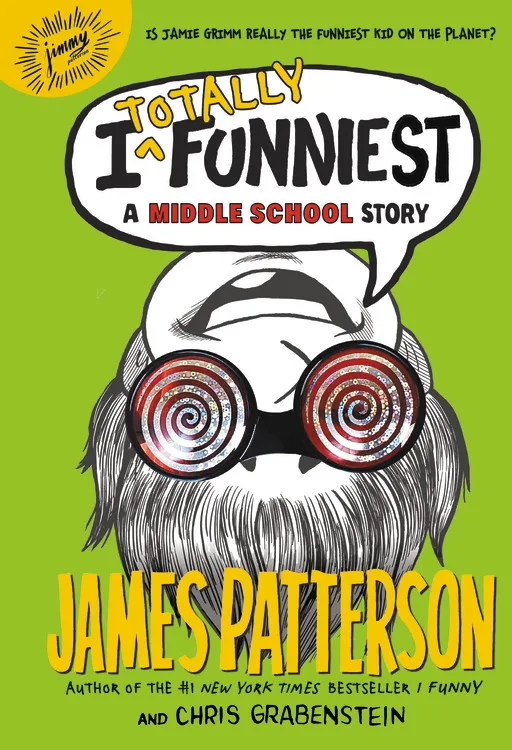 jimmy
patterson
IS JAMIE GRIMM REALLY THE FUNNIEST KID ON THE PLANET?
TOTALLY
I FUNNIEST
A MIDDLE SCHOOL STORY
JAMES PATTERSON
AUTHOR OF THE #1 NEW YORK TIMES BESTSELLER I FUNNY
AND CHRIS GRABENSTEIN